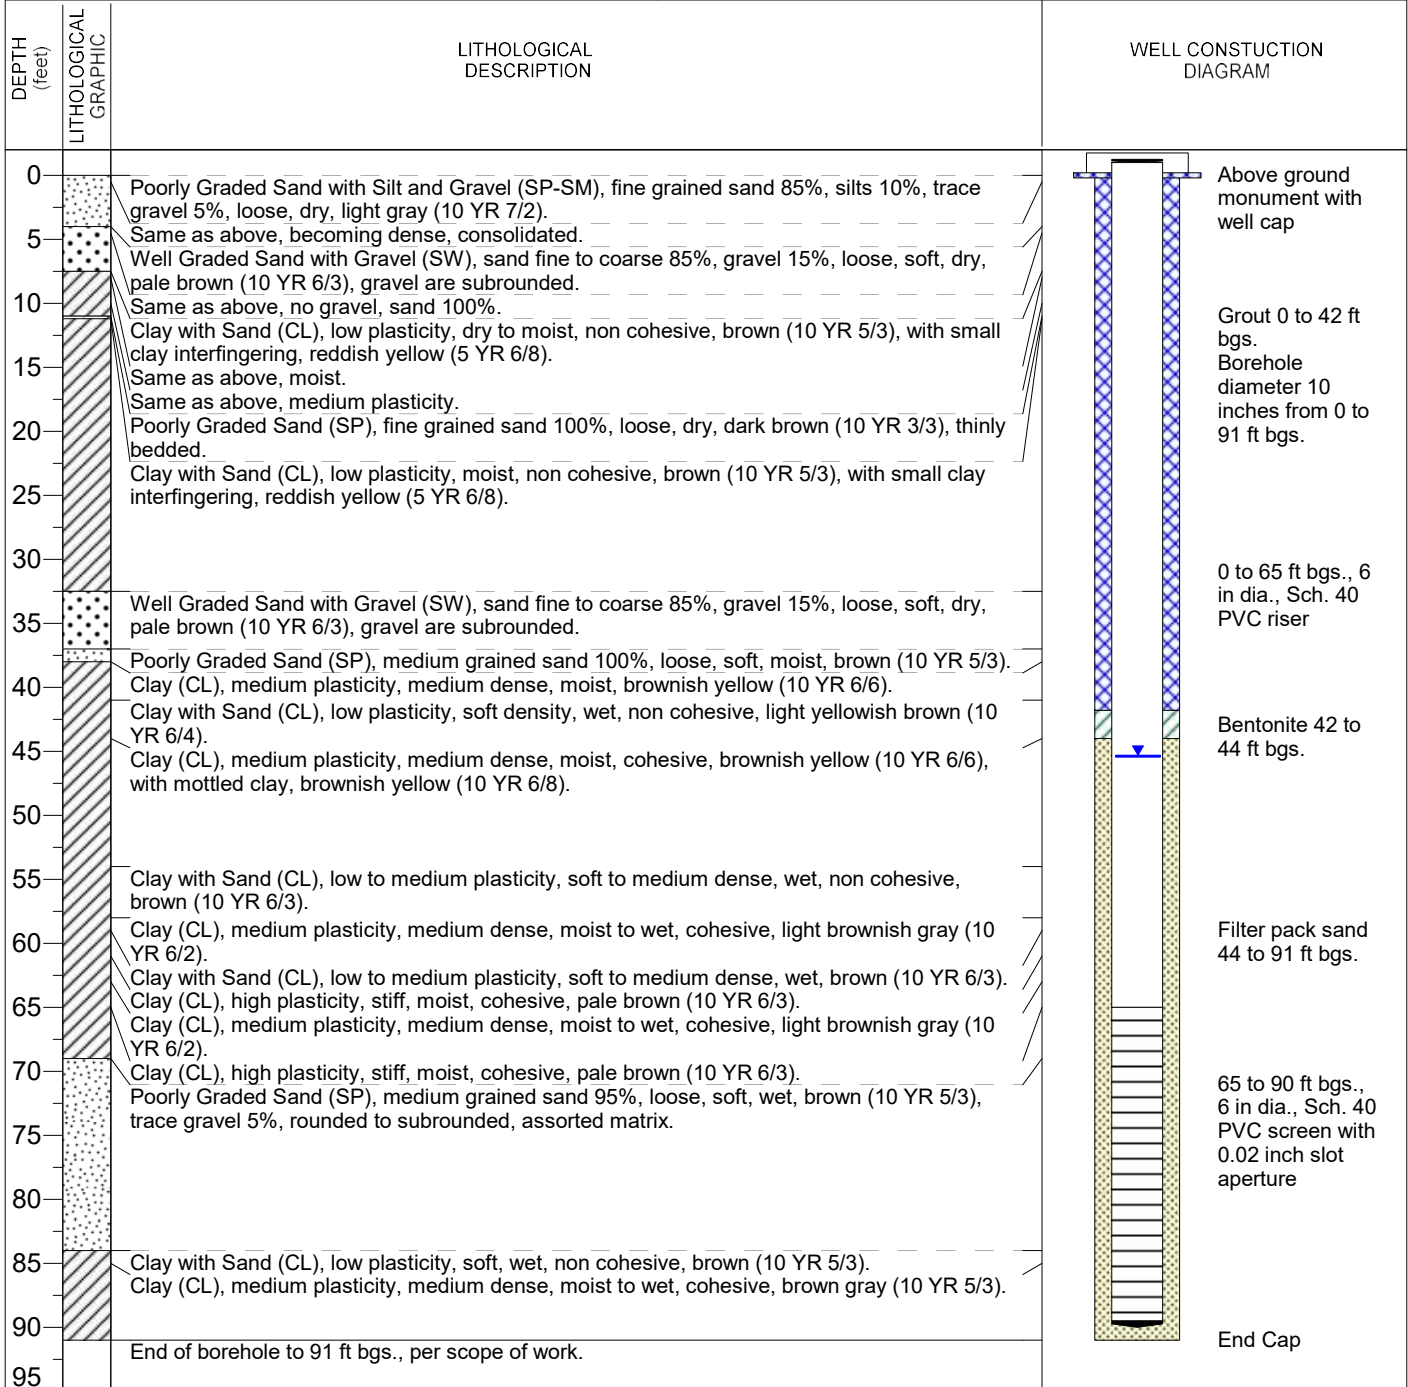 DEPTH
(feet)
LITHOLOGICAL
GRAPHIC
LITHOLOGICAL
DESCRIPTION
WELL CONSTUCTION
DIAGRAM
0
5
10
15
20
25
30
35
40
45
50
55
60
65
70
75
80
85
90
95
Poorly Graded Sand with Silt and Gravel (SP-SM), fine grained sand 85%, silts 10%, trace
gravel 5%, loose, dry, light gray (10 YR 7/2).
Same as above, becoming dense, consolidated.
Well Graded Sand with Gravel (SW), sand fine to coarse 85%, gravel 15%, loose, soft, dry,
pale brown (10 YR 6/3), gravel are subrounded.
Same as above, no gravel, sand 100%.
Clay with Sand (CL), low plasticity, dry to moist, non cohesive, brown (10 YR 5/3), with small
clay interfingering, reddish yellow (5 YR 6/8).
Same as above, moist.
Same as above, medium plasticity.
Poorly Graded Sand (SP), fine grained sand 100%, loose, dry, dark brown (10 YR 3/3), thinly
bedded.
Clay with Sand (CL), low plasticity, moist, non cohesive, brown (10 YR 5/3), with small clay
interfingering, reddish yellow (5 YR 6/8).
Well Graded Sand with Gravel (SW), sand fine to coarse 85%, gravel 15%, loose, soft, dry,
pale brown (10 YR 6/3), gravel are subrounded.
Poorly Graded Sand (SP), medium grained sand 100%, loose, soft, moist, brown (10 YR 5/3).
Clay (CL), medium plasticity, medium dense, moist, brownish yellow (10 YR 6/6).
Clay with Sand (CL), low plasticity, soft density, wet, non cohesive, light yellowish brown (10
YR 6/4).
Clay (CL), medium plasticity, medium dense, moist, cohesive, brownish yellow (10 YR 6/6),
with mottled clay, brownish yellow (10 YR 6/8).
Clay with Sand (CL), low to medium plasticity, soft to medium dense, wet, non cohesive,
brown (10 YR 6/3).
Clay (CL), medium plasticity, medium dense, moist to wet, cohesive, light brownish gray (10
YR 6/2).
Clay with Sand (CL), low to medium plasticity, soft to medium dense, wet, brown (10 YR 6/3).
Clay (CL), high plasticity, stiff, moist, cohesive, pale brown (10 YR 6/3).
Clay (CL), medium plasticity, medium dense, moist to wet, cohesive, light brownish gray (10
YR 6/2).
Clay (CL), high plasticity, stiff, moist, cohesive, pale brown (10 YR 6/3).
Poorly Graded Sand (SP), medium grained sand 95%, loose, soft, wet, brown (10 YR 5/3),
trace gravel 5%, rounded to subrounded, assorted matrix.
Clay with Sand (CL), low plasticity, soft, wet, non cohesive, brown (10 YR 5/3).
Clay (CL), medium plasticity, medium dense, moist to wet, cohesive, brown gray (10 YR 5/3).
End of borehole to 91 ft bgs., per scope of work.
Above ground
monument with
well cap
Grout 0 to 42 ft
bgs.
Borehole
diameter 10
inches from 0 to
91 ft bgs.
0 to 65 ft bgs., 6
in dia., Sch. 40
PVC riser
Bentonite 42 to
44 ft bgs.
Filter pack sand
44 to 91 ft bgs.
65 to 90 ft bgs.,
6 in dia., Sch. 40
PVC screen with
0.02 inch slot
aperture
End Cap